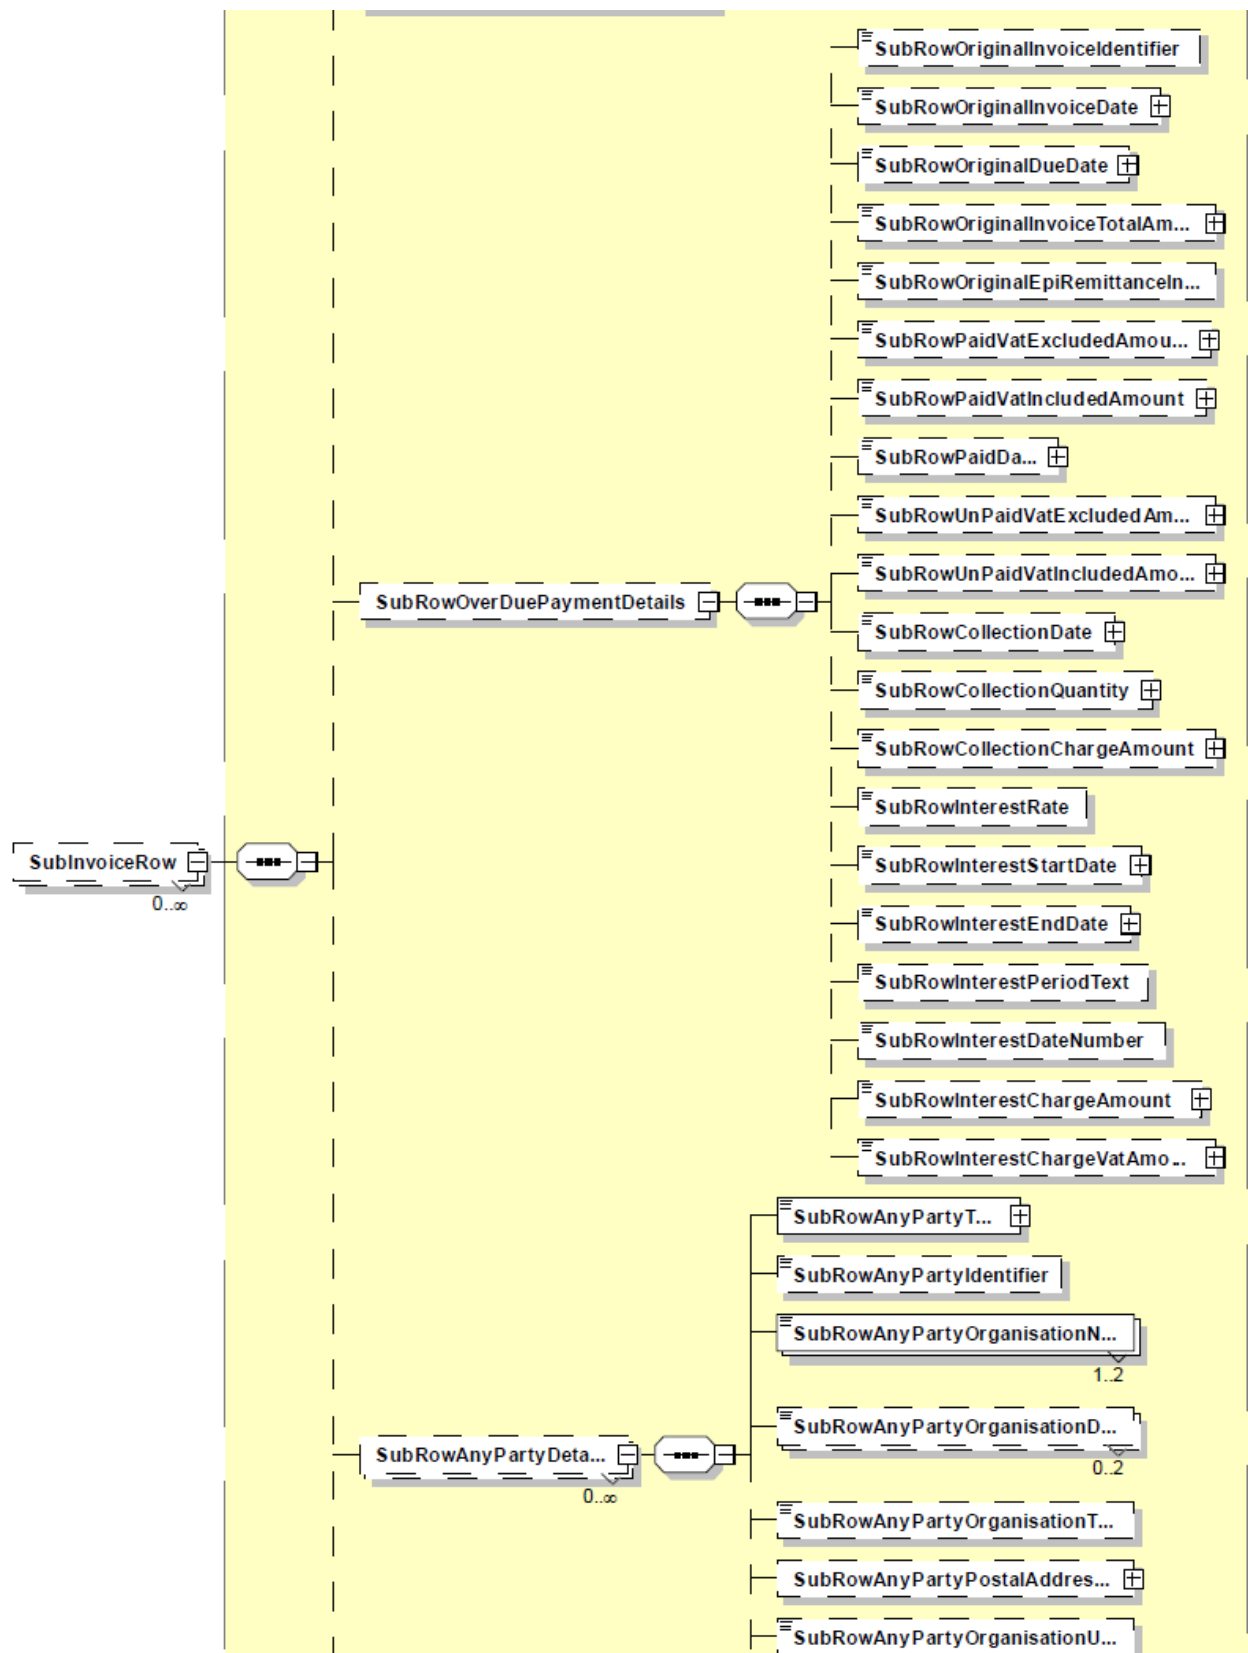 SubRowOriginalInvoiceIdentifier
SubRowOriginalInvoiceDate
SubRowOriginalDueDate
SubRowOriginalInvoiceTotalAm...
SubRowOriginalEpiRemittanceIn...
SubRowPaidVatExcludedAmou...
SubRowPaidVatIncludedAmount
SubRowPaidDa...
SubRowUnPaidVatExcludedAm...
SubRowUnPaidVatIncludedAmo...
SubRowOverDuePaymentDetails
SubRowCollectionDate
SubRowCollectionQuantity
SubRowCollectionChargeAmount
SubRowInterestRate
SubInvoiceRow
0..∞
SubRowInterestStartDate
SubRowInterestEndDate
SubRowInterestPeriodText
SubRowInterestDateNumber
SubRowInterestChargeAmount
SubRowInterestChargeVatAmo...
SubRowAnyPartyT...
SubRowAnyPartyIdentifier
SubRowAnyPartyOrganisationN...
1..2
SubRowAnyPartyOrganisationD...
0..2
SubRowAnyPartyDeta...
0..∞
SubRowAnyPartyOrganisationT...
SubRowAnyPartyPostalAddres...
SubRowAnyPartyOrganisationU...